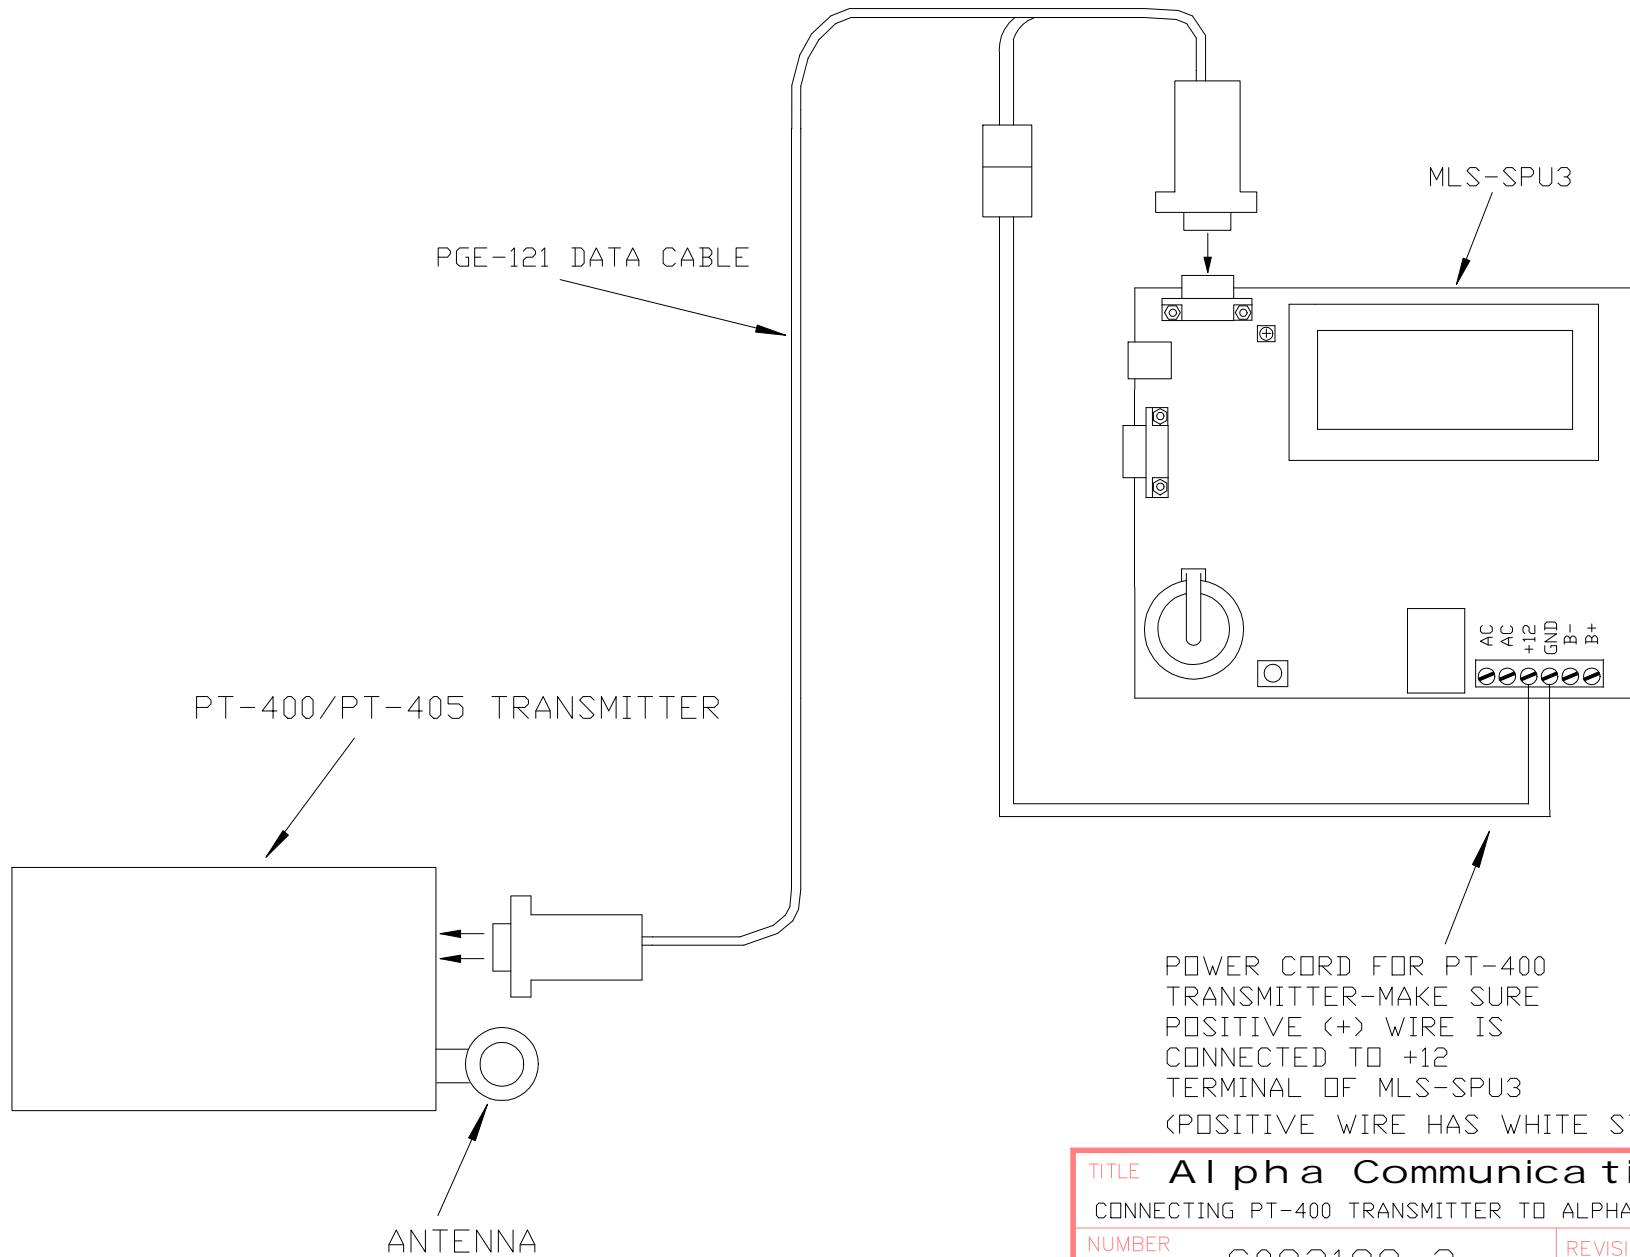 MLS-SPU3
PGE-121 DATA CABLE
AC
AC
+12
GND
B-
B+
PT-400/PT-405 TRANSMITTER
POWER CORD FOR PT-400
TRANSMITTER-MAKE SURE
POSITIVE (+) WIRE IS
CONNECTED TO +12
TERMINAL OF MLS-SPU3
(POSITIVE WIRE HAS WHITE
TITLE Alpha
CONNECTING PT-400 TRANSMITTER TO ALPHA
NUMBER
ANTENNA